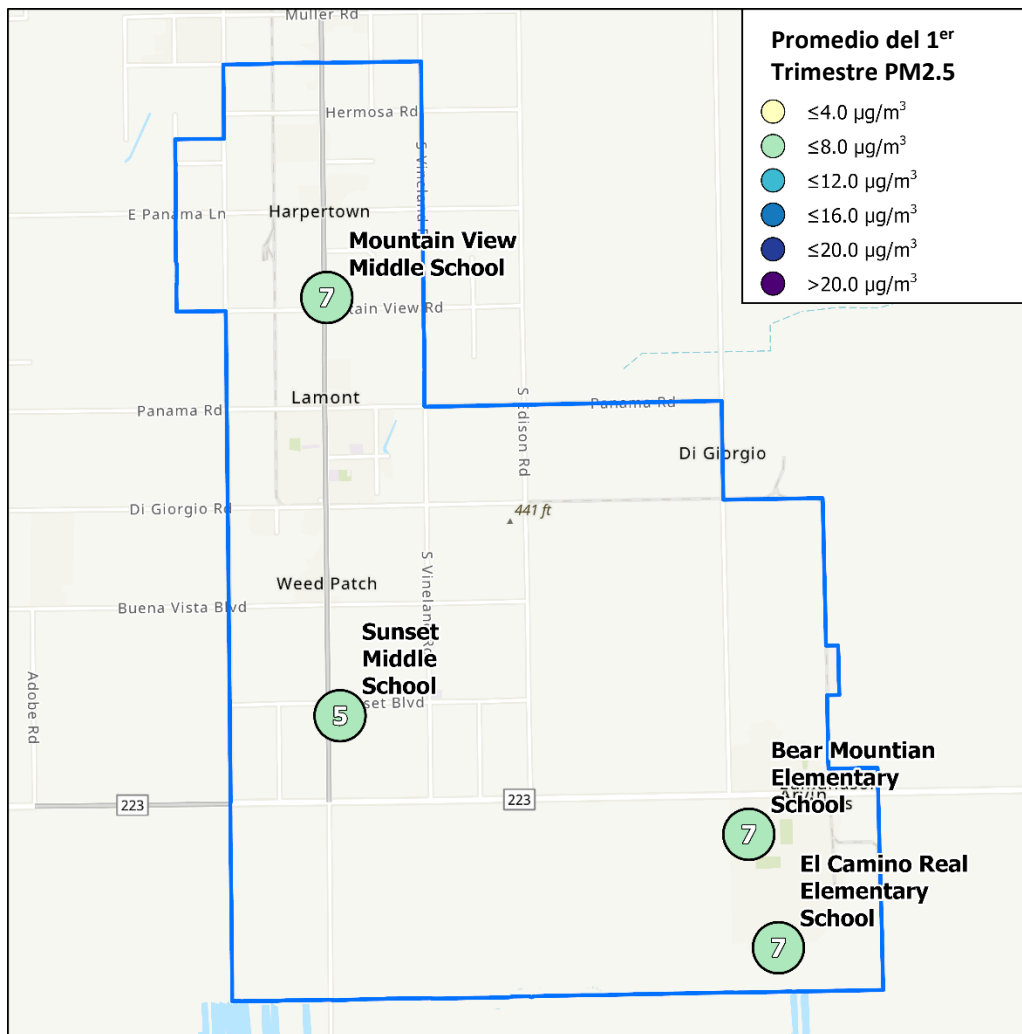 Muller Rd
Promedio del 1er
Trimestre PM2.5
≤4.0 µg/m3
≤8.0 µg/m3
≤12.0 µg/m3
≤16.0 µg/m3
≤20.0 µg/m3
>20.0 µg/m3
Hermosa Rd
S Vineland
E Panama Ln
Harpertown
Mountain View
Middle School
7
tain View Rd
Lamont
Panama Rd
Panama Rd
S Edison Rd
Di Giorgio
Di Giorgio Rd
441 ft
Weed Patch
S Vineland Rd
Buena Vista Blvd
Sunset
Middle
School
Adobe Rd
5
set Blvd
Bear Mountian
Elementary
School
Arvin
223
223
7
El Camino Real
Elementary
School
7